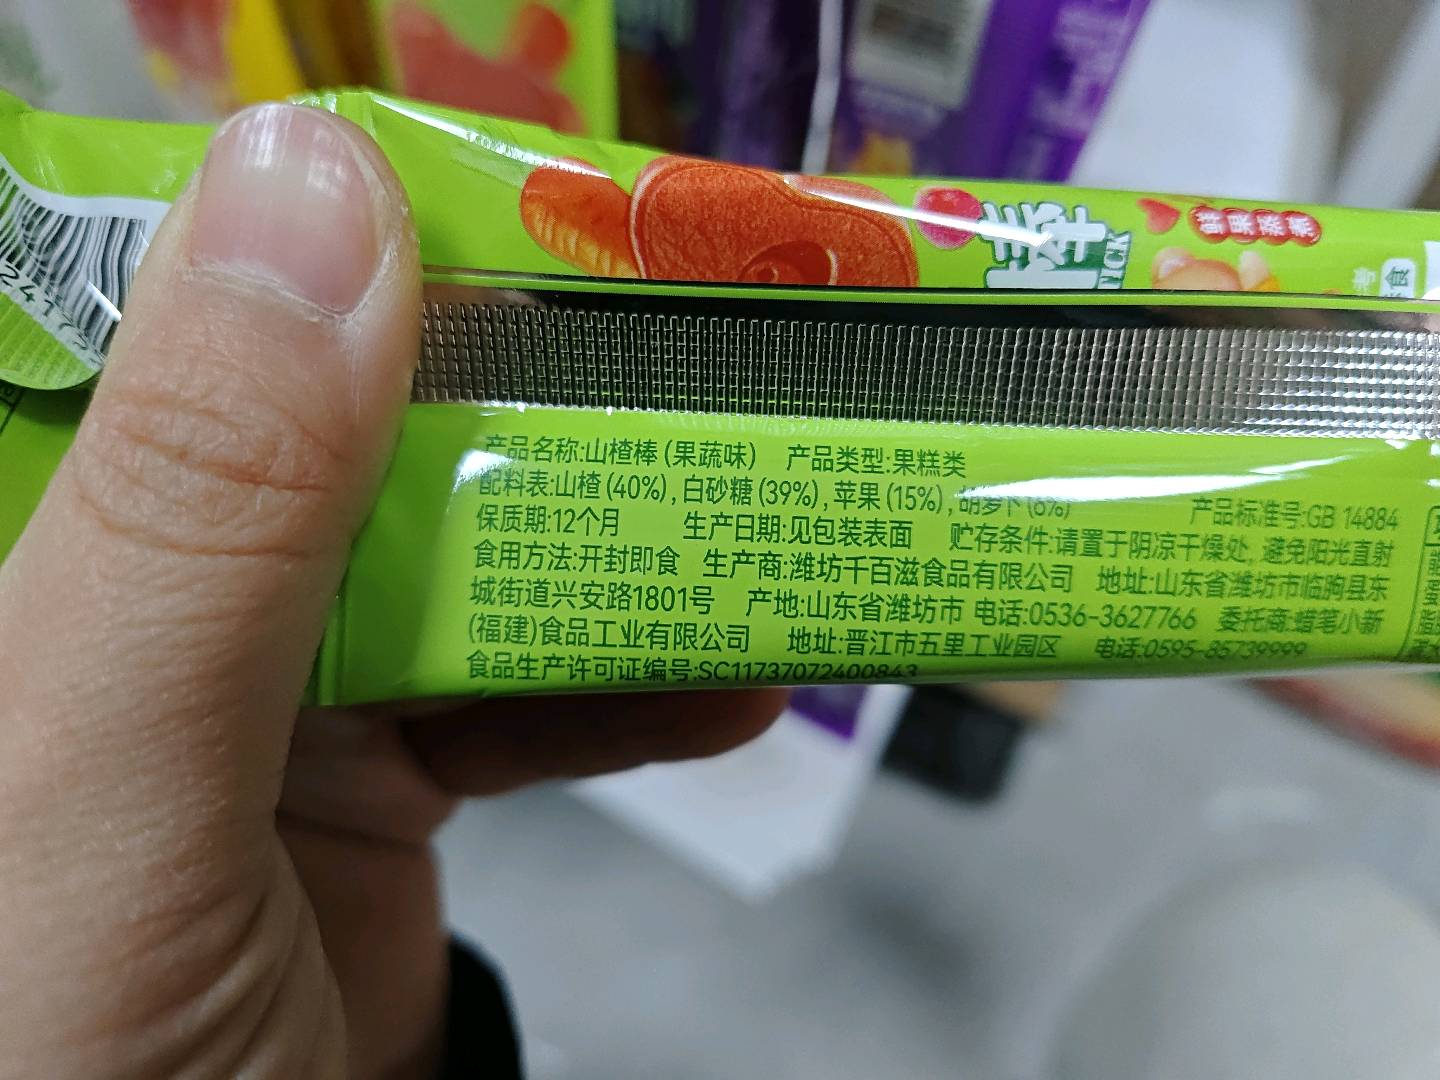 棒
鲜果蒸煮
产品名称:山楂棒(果蔬味) 产品类型:果糕类
配料表:山楂(40%),白砂糖(39%),苹果(15%),胡萝卜(6%)
产品标准号:GB 14884
保质期:12个月 生产日期:见包装表面 贮存条件:请置于阴凉干燥处,避免阳光直射
食用方法:开封即食 生产商:潍坊千百滋食品有限公司 地址:山东省潍坊市临朐县东
城街道兴安路1801号 产地:山东省潍坊市 电话:0536-3627766 委托商:蜡笔小新
(福建)食品工业有限公司 地址:晋江市五里工业园区 电话:0595-85739999
食品生产许可证编号:SC11737072400843